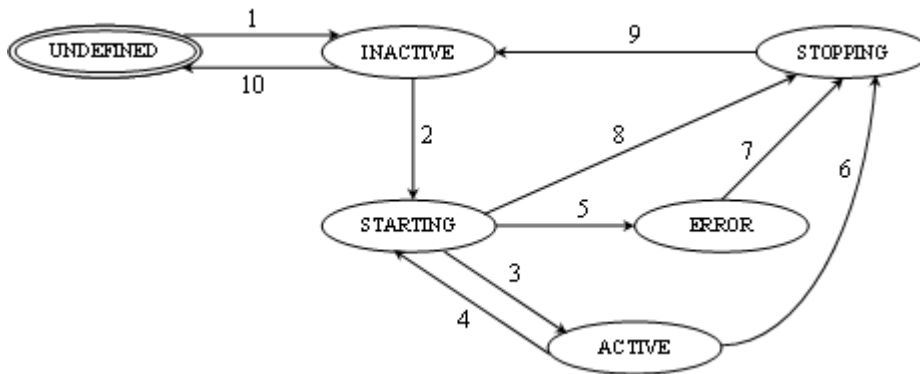 1
UNDEFINED
INACTIVE
9
STOPPING
10
2
8
7
6
STARTING
5
ERROR
3
4
ACTIVE